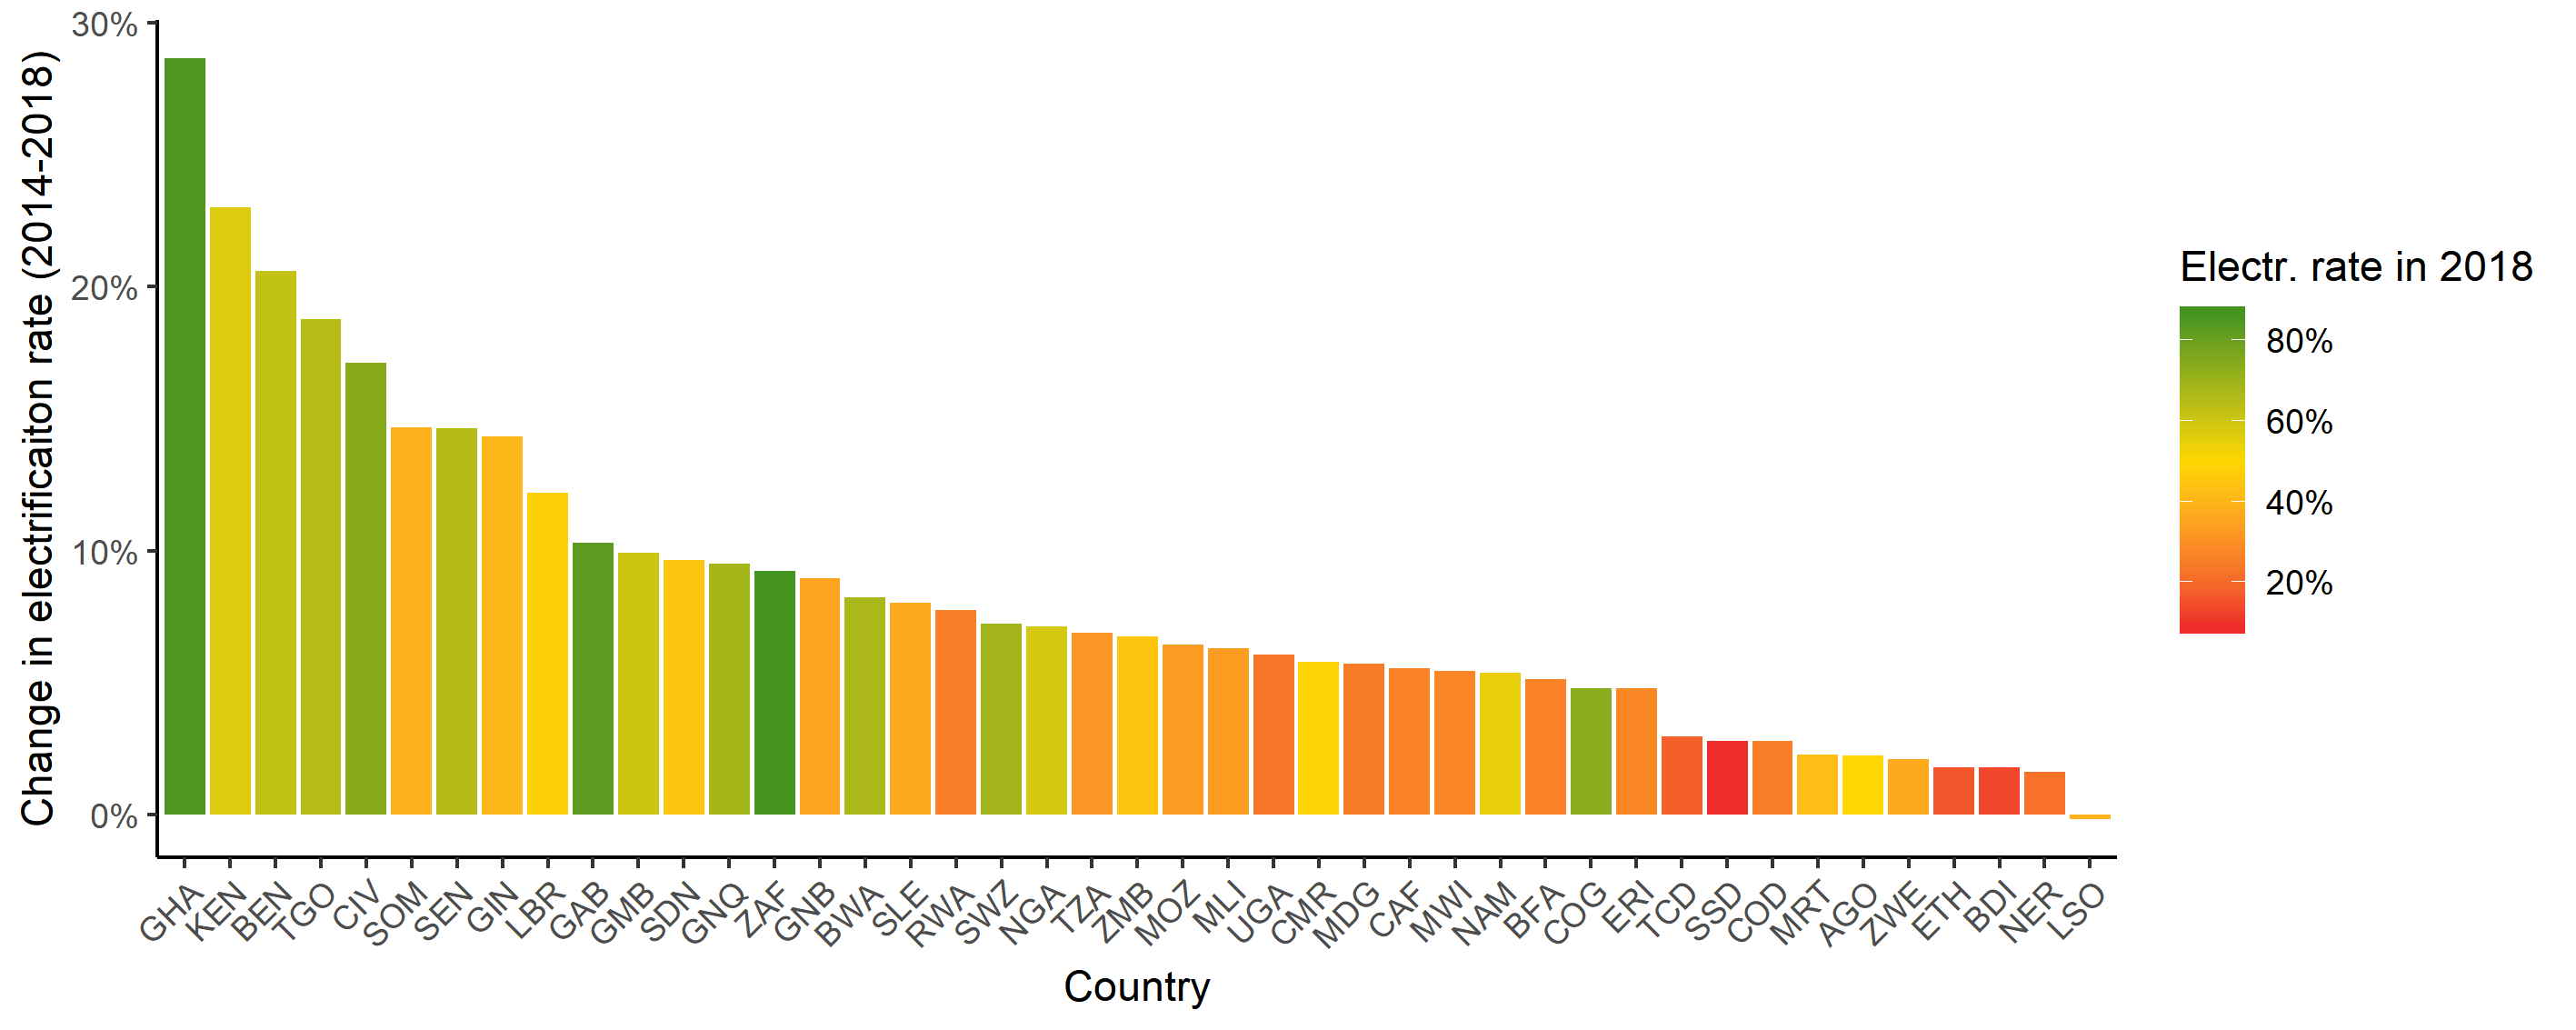 Change in electrificaiton rate (2014-2018)
30%
20%
10%
0%
GHA
KEN
BEN
TGO
CIV
SOM
SEN
GIN
LBR
GAB
GMB
SDN
GNQ
ZAF
GNB
BWA
SLE
RWA
SWZ
NGA
TZA
ZMB
MOZ
MLI
UGA
CMR
MDG
CAF
MWI
NAM
BFA
COG
ERI
TCD
SSD
COD
MRT
AGO
ZWE
ETH
BDI
NER
LSO
Country
Electr. rate in 2018
80%
60%
40%
20%